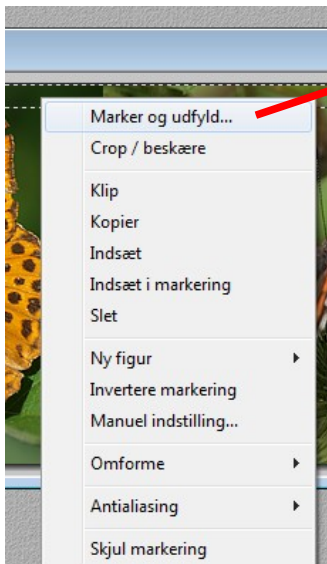 Marker og udfyld...
Crop / beskære
Klip
Kopier
Indsæt
Indsæt i markering
Slet
Ny figur
Invertere markering
Manuel indstilling...
Omforme
Antialiasing
Skjul markering